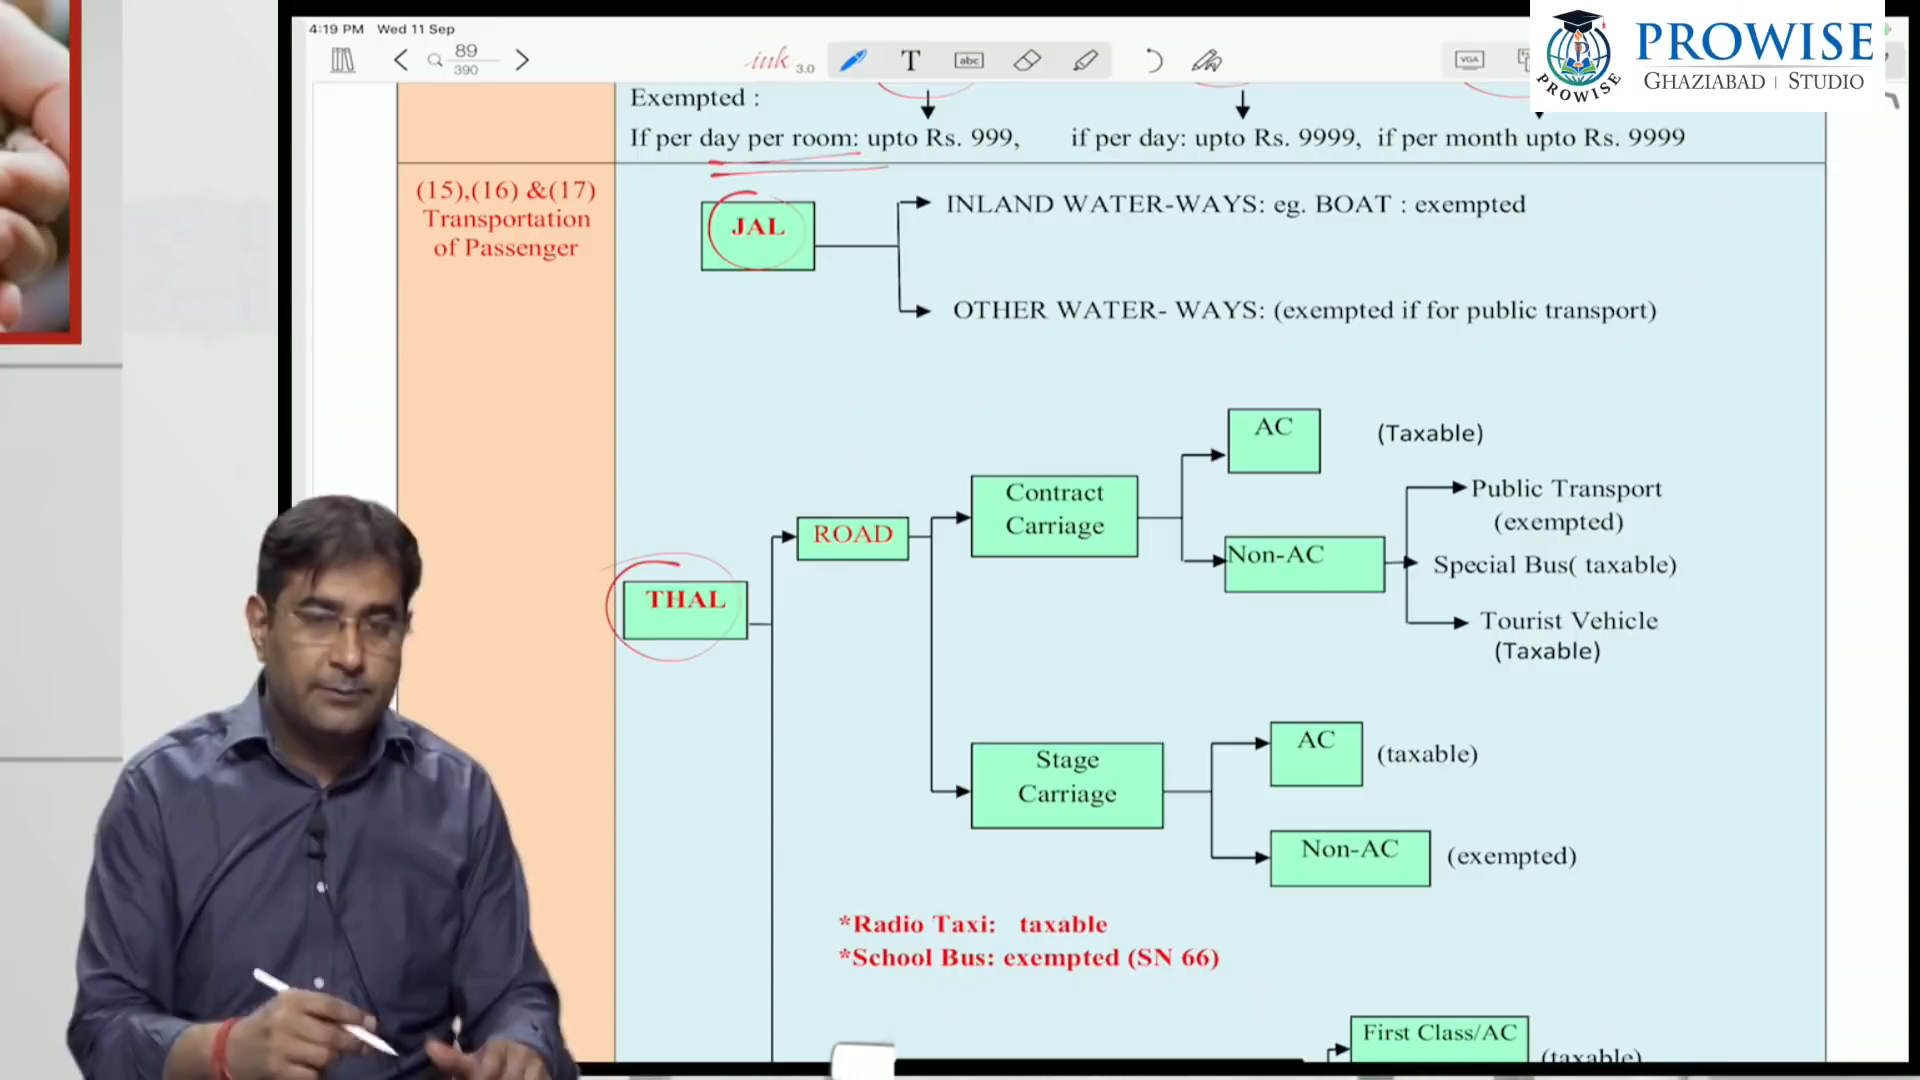 4:19 PM Wed 11 Sep
89
390
ink 3.0
T
abc
VGA
PROWISE
GHAZIABAD | STUDIO
PROWISE
Exempted :
If per day per room: upto Rs. 999, if per day: upto Rs. 9999, if per month upto Rs. 9999
(15),(16) &(17)
Transportation
of Passenger
JAL
INLAND WATER-WAYS: eg. BOAT : exempted
OTHER WATER- WAYS: (exempted if for public transport)
THAL
ROAD
Contract
Carriage
AC
(Taxable)
Non-AC
Public Transport
(exempted)
Special Bus( taxable)
Tourist Vehicle
(Taxable)
Stage
Carriage
AC
(taxable)
Non-AC
(exempted)
*Radio Taxi: taxable
*School Bus: exempted (SN 66)
First Class/AC
(taxable)